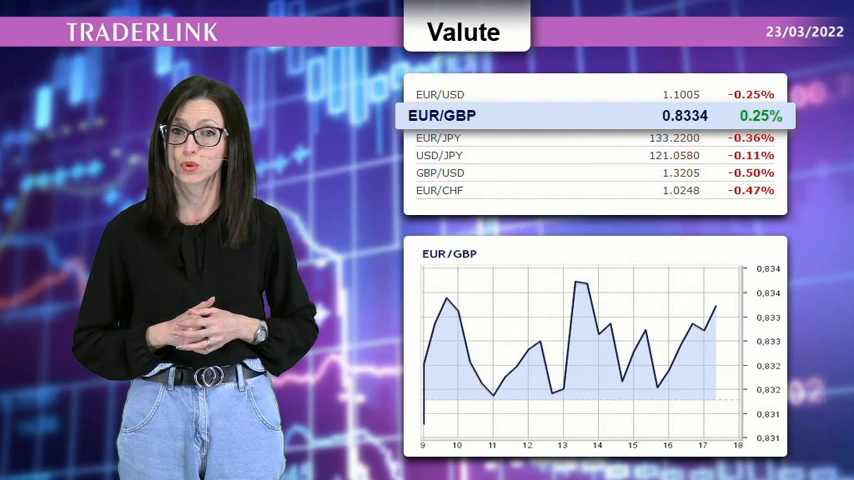 TRADERLINK
Valute
23/03/2022
EUR/USD 1.1005 -0.25%
EUR/GBP 0.8334 0.25%
EUR/JPY 133.2200 -0.36%
USD/JPY 121.0580 -0.11%
GBP/USD 1.3205 -0.50%
EUR/CHF 1.0248 -0.47%
EUR/GBP
0,834
0,834
0,833
0,833
0,832
0,832
0,831
0,831
9 10 11 12 13 14 15 16 17 18